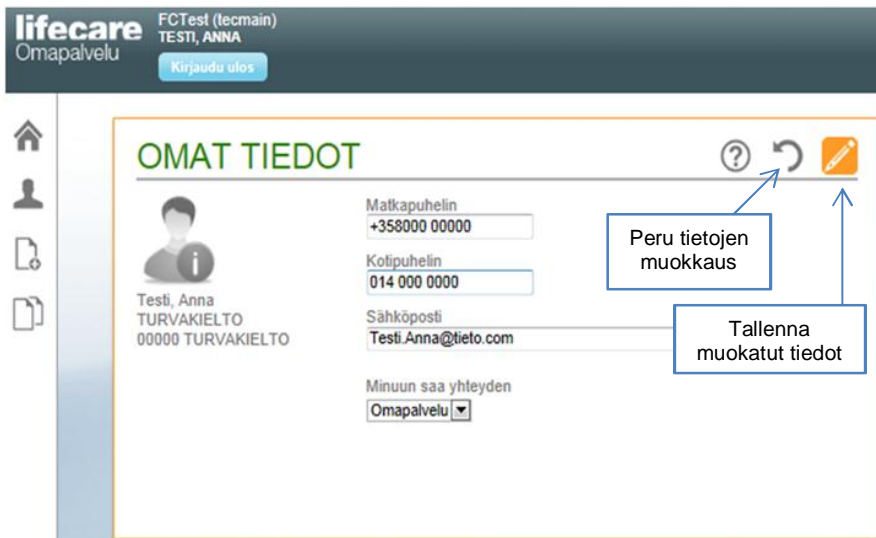 lifecare
Omapalvelu
FCTest (tecmain)
TESTI, ANNA
Kirjaudu ulos
OMAT TIEDOT
?
i
Testi, Anna
TURVAKIELTO
00000 TURVAKIELTO
Matkapuhelin
+358000 00000
Kotipuhelin
014 000 0000
Sähköposti
Testi.Anna@tieto.com
Minuun saa yhteyden
Omapalvelu
Peru tietojen
muokkaus
Tallenna
muokatut tiedot